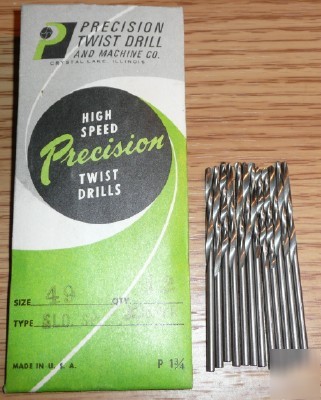 P PRECISION
TWIST DRILL
AND MACHINE CO.
CRYSTAL LAKE, ILLINOIS
HIGH
SPEED
Precision
TWIST
DRILLS
SIZE 49 QTY.
TYPE
MADE IN U. S. A. P 1¾